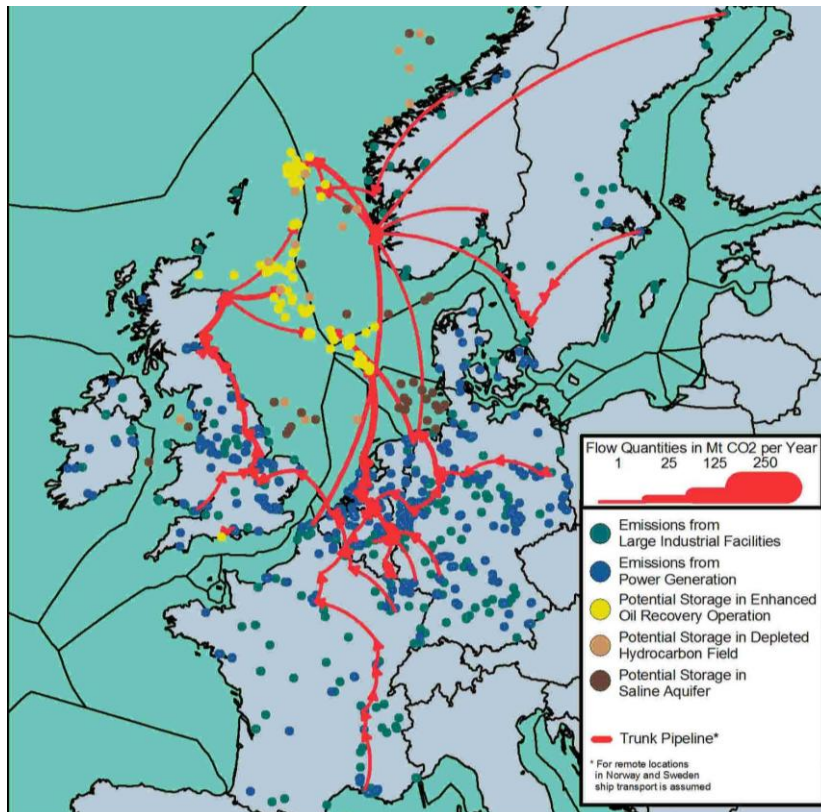 Flow Quantities in Mt CO2 per Year
1 25 125 250
Emissions from
Large Industrial Facilities
Emissions from
Power Generation
Potential Storage in Enhanced
Oil Recovery Operation
Potential Storage in Depleted
Hydrocarbon Field
Potential Storage in
Saline Aquifer
Trunk Pipeline*
* For remote locations
in Norway and Sweden
ship transport is assumed